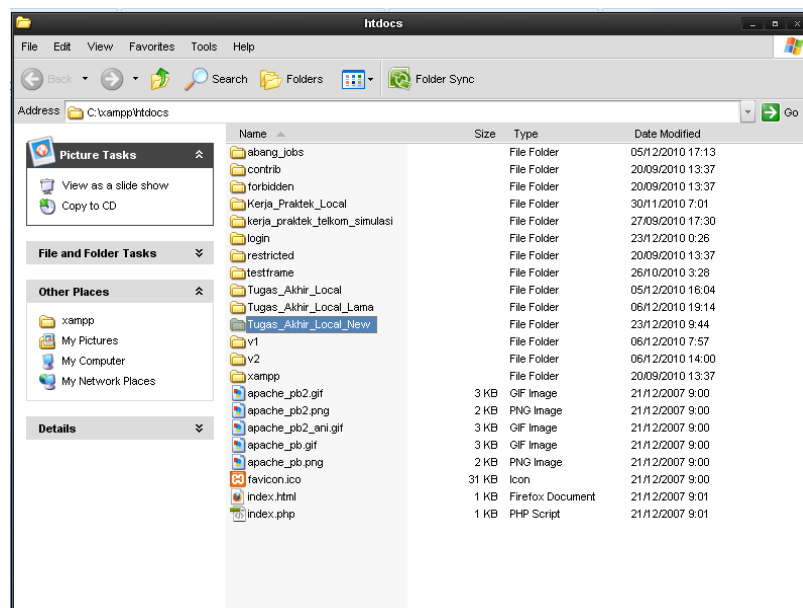 htdocs
File Edit View Favorites Tools Help
Back Search Folders Folder Sync
Address C:\xampp\htdocs Go
Name Size Type Date Modified
Picture Tasks
View as a slide show
Copy to CD
File and Folder Tasks
Other Places
xampp
My Pictures
My Computer
My Network Places
Details
abang_jobs File Folder 05/12/2010 17:13
contrib File Folder 20/09/2010 13:37
forbidden File Folder 20/09/2010 13:37
Kerja_Praktek_Local File Folder 30/11/2010 7:01
kerja_praktek_telkom_simulasi File Folder 27/09/2010 17:30
login File Folder 23/12/2010 0:26
restricted File Folder 20/09/2010 13:37
testframe File Folder 26/10/2010 3:28
Tugas_Akhir_Local File Folder 05/12/2010 16:04
Tugas_Akhir_Local_Lama File Folder 06/12/2010 19:14
Tugas_Akhir_Local_New File Folder 23/12/2010 9:44
v1 File Folder 06/12/2010 7:57
v2 File Folder 06/12/2010 14:00
xampp File Folder 20/09/2010 13:37
apache_pb2.gif 3 KB GIF Image 21/12/2007 9:00
apache_pb2.png 2 KB PNG Image 21/12/2007 9:00
apache_pb2_ani.gif 3 KB GIF Image 21/12/2007 9:00
apache_pb.gif 3 KB GIF Image 21/12/2007 9:00
apache_pb.png 2 KB PNG Image 21/12/2007 9:00
favicon.ico 31 KB Icon 21/12/2007 9:00
index.html 1 KB Firefox Document 21/12/2007 9:01
index.php 1 KB PHP Script 21/12/2007 9:01